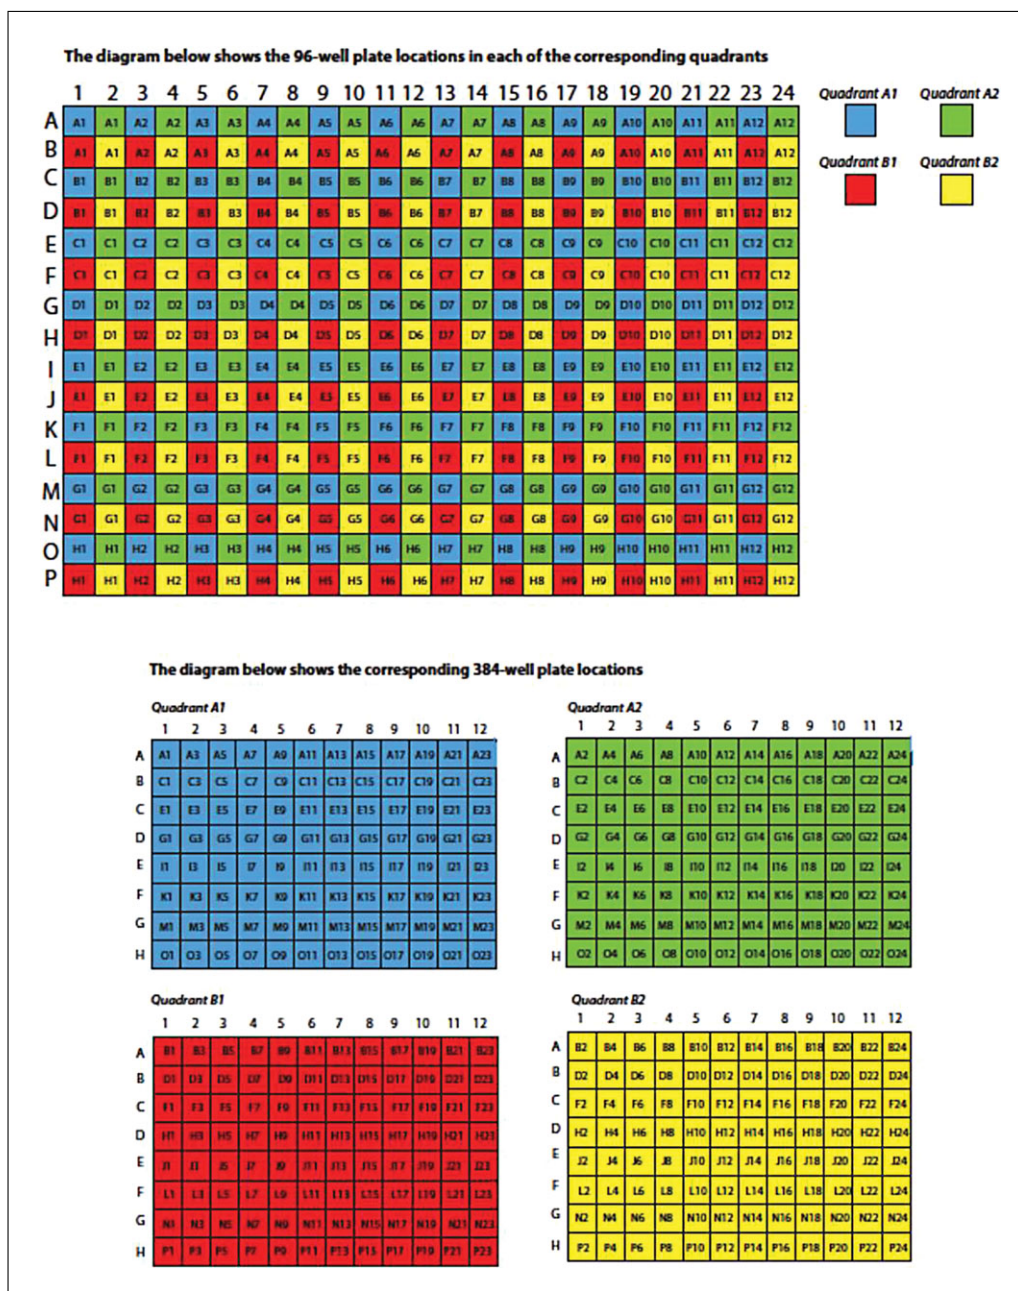 The diagram below shows the 96-well plate locations in each of the corresponding quadrants
1 2 3 4 5 6 7 8 9 10 11 12 13 14 15 16 17 18 19 20 21 22 23 24
Quadrant A1 Quadrant A2
A A1 A1 A2 A2 A3 A3 A4 A4 A5 A5 A6 A6 A7 A7 A8 A8 A9 A9 A10 A10 A11 A11 A12 A12
B A1 A1 A2 A2 A3 A3 A4 A4 A5 A5 A6 A6 A7 A7 A8 A8 A9 A9 A10 A10 A11 A11 A12 A12
Quadrant B1 Quadrant B2
C B1 B1 B2 B2 B3 B3 B4 B4 B5 B5 B6 B6 B7 B7 B8 B8 B9 B9 B10 B10 B11 B11 B12 B12
D B1 B1 B2 B2 B3 B3 B4 B4 B5 B5 B6 B6 B7 B7 B8 B8 B9 B9 B10 B10 B11 B11 B12 B12
E C1 C1 C2 C2 C3 C3 C4 C4 C5 C5 C6 C6 C7 C7 C8 C8 C9 C9 C10 C10 C11 C11 C12 C12
F C1 C1 C2 C2 C3 C3 C4 C4 C5 C5 C6 C6 C7 C7 C8 C8 C9 C9 C10 C10 C11 C11 C12 C12
G D1 D1 D2 D2 D3 D3 D4 D4 D5 D5 D6 D6 D7 D7 D8 D8 D9 D9 D10 D10 D11 D11 D12 D12
H D1 D1 D2 D2 D3 D3 D4 D4 D5 D5 D6 D6 D7 D7 D8 D8 D9 D9 D10 D10 D11 D11 D12 D12
I E1 E1 E2 E2 E3 E3 E4 E4 E5 E5 E6 E6 E7 E7 E8 E8 E9 E9 E10 E10 E11 E11 E12 E12
J E1 E1 E2 E2 E3 E3 E4 E4 E5 E5 E6 E6 E7 E7 E8 E8 E9 E9 E10 E10 E11 E11 E12 E12
K F1 F1 F2 F2 F3 F3 F4 F4 F5 F5 F6 F6 F7 F7 F8 F8 F9 F9 F10 F10 F11 F11 F12 F12
L F1 F1 F2 F2 F3 F3 F4 F4 F5 F5 F6 F6 F7 F7 F8 F8 F9 F9 F10 F10 F11 F11 F12 F12
M G1 G1 G2 G2 G3 G3 G4 G4 G5 G5 G6 G6 G7 G7 G8 G8 G9 G9 G10 G10 G11 G11 G12 G12
N G1 G1 G2 G2 G3 G3 G4 G4 G5 G5 G6 G6 G7 G7 G8 G8 G9 G9 G10 G10 G11 G11 G12 G12
O H1 H1 H2 H2 H3 H3 H4 H4 H5 H5 H6 H6 H7 H7 H8 H8 H9 H9 H10 H10 H11 H11 H12 H12
P H1 H1 H2 H2 H3 H3 H4 H4 H5 H5 H6 H6 H7 H7 H8 H8 H9 H9 H10 H10 H11 H11 H12 H12
The diagram below shows the corresponding 384-well plate locations
Quadrant A1
1 2 3 4 5 6 7 8 9 10 11 12
A A1 A3 A5 A7 A9 A11 A13 A15 A17 A19 A21 A23
B C1 C3 C5 C7 C9 C11 C13 C15 C17 C19 C21 C23
C E1 E3 E5 E7 E9 E11 E13 E15 E17 E19 E21 E23
D G1 G3 G5 G7 G9 G11 G13 G15 G17 G19 G21 G23
E I1 I3 I5 I7 I9 I11 I13 I15 I17 I19 I21 I23
F K1 K3 K5 K7 K9 K11 K13 K15 K17 K19 K21 K23
G M1 M3 M5 M7 M9 M11 M13 M15 M17 M19 M21 M23
H O1 O3 O5 O7 O9 O11 O13 O15 O17 O19 O21 O23
Quadrant A2
1 2 3 4 5 6 7 8 9 10 11 12
A A2 A4 A6 A8 A10 A12 A14 A16 A18 A20 A22 A24
B C2 C4 C6 C8 C10 C12 C14 C16 C18 C20 C22 C24
C E2 E4 E6 E8 E10 E12 E14 E16 E18 E20 E22 E24
D G2 G4 G6 G8 G10 G12 G14 G16 G18 G20 G22 G24
E I2 I4 I6 I8 I10 I12 I14 I16 I18 I20 I22 I24
F K2 K4 K6 K8 K10 K12 K14 K16 K18 K20 K22 K24
G M2 M4 M6 M8 M10 M12 M14 M16 M18 M20 M22 M24
H O2 O4 O6 O8 O10 O12 O14 O16 O18 O20 O22 O24
Quadrant B1
1 2 3 4 5 6 7 8 9 10 11 12
A B1 B3 B5 B7 B9 B11 B13 B15 B17 B19 B21 B23
B D1 D3 D5 D7 D9 D11 D13 D15 D17 D19 D21 D23
C F1 F3 F5 F7 F9 F11 F13 F15 F17 F19 F21 F23
D H1 H3 H5 H7 H9 H11 H13 H15 H17 H19 H21 H23
E J1 J3 J5 J7 J9 J11 J13 J15 J17 J19 J21 J23
F L1 L3 L5 L7 L9 L11 L13 L15 L17 L19 L21 L23
G N1 N3 N5 N7 N9 N11 N13 N15 N17 N19 N21 N23
H P1 P3 P5 P7 P9 P11 P13 P15 P17 P19 P21 P23
Quadrant B2
1 2 3 4 5 6 7 8 9 10 11 12
A B2 B4 B6 B8 B10 B12 B14 B16 B18 B20 B22 B24
B D2 D4 D6 D8 D10 D12 D14 D16 D18 D20 D22 D24
C F2 F4 F6 F8 F10 F12 F14 F16 F18 F20 F22 F24
D H2 H4 H6 H8 H10 H12 H14 H16 H18 H20 H22 H24
E J2 J4 J6 J8 J10 J12 J14 J16 J18 J20 J22 J24
F L2 L4 L6 L8 L10 L12 L14 L16 L18 L20 L22 L24
G N2 N4 N6 N8 N10 N12 N14 N16 N18 N20 N22 N24
H P2 P4 P6 P8 P10 P12 P14 P16 P18 P20 P22 P24